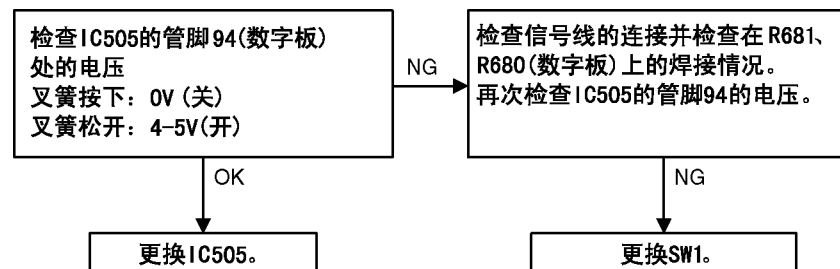 检查IC505的管脚94(数字板)
处的电压
叉簧按下：0V(关)
叉簧松开：4-5V(开)
NG
检查信号线的连接并检查在R681、
R680(数字板)上的焊接情况。
再次检查IC505的管脚94的电压。
OK
NG
更换IC505。
更换SW1。